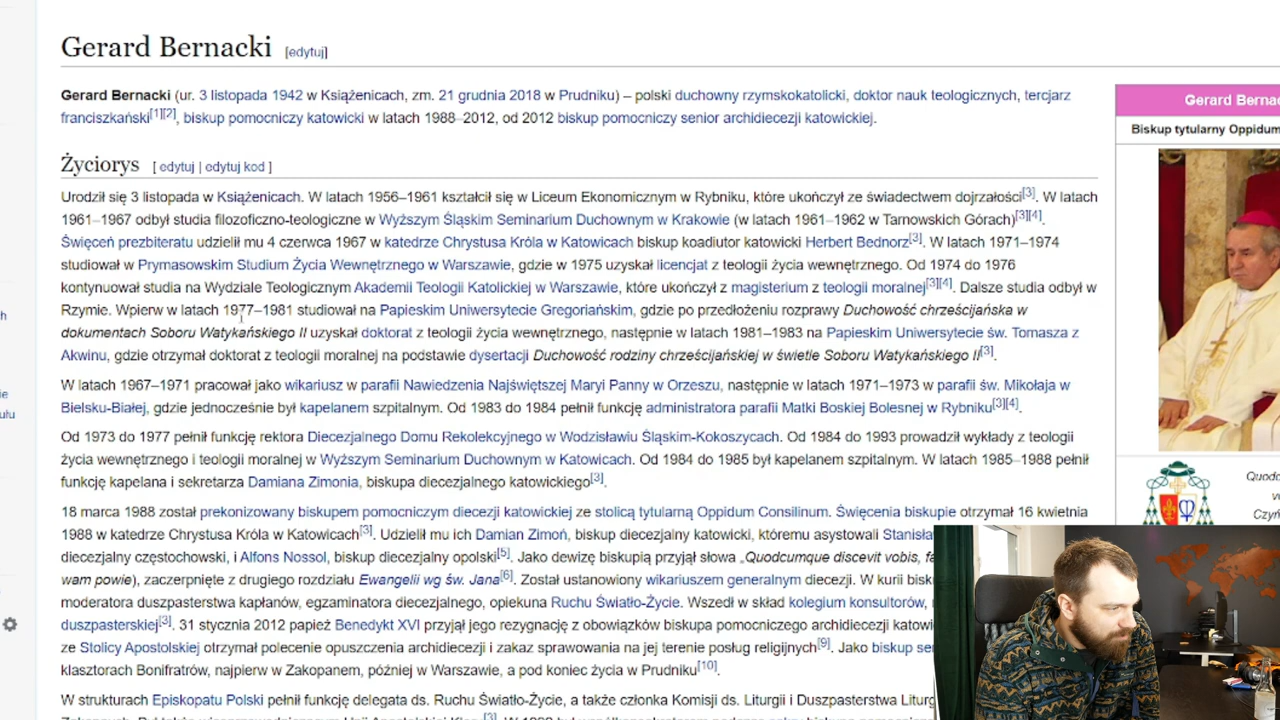 Gerard Bernacki [edytuj]
Gerard Bernacki (ur. 3 listopada 1942 w Książenicach, zm. 21 grudnia 2018 w Prudniku) – polski duchowny rzymskokatolicki, doktor nauk teologicznych, tercjarz
franciszkański[1][2], biskup pomocniczy katowicki w latach 1988–2012, od 2012 biskup pomocniczy senior archidiecezji katowickiej.
Życiorys [ edytuj | edytuj kod ]
Urodził się 3 listopada w Książenicach. W latach 1956–1961 kształcił się w Liceum Ekonomicznym w Rybniku, które ukończył ze świadectwem dojrzałości[3]. W latach
1961–1967 odbył studia filozoficzno-teologiczne w Wyższym Śląskim Seminarium Duchownym w Krakowie (w latach 1961–1962 w Tarnowskich Górach)[3][4].
Święceń prezbiteratu udzielił mu 4 czerwca 1967 w katedrze Chrystusa Króla w Katowicach biskup koadiutor katowicki Herbert Bednorz[3]. W latach 1971–1974
studiował w Prymasowskim Studium Życia Wewnętrznego w Warszawie, gdzie w 1975 uzyskał licencjat z teologii życia wewnętrznego. Od 1974 do 1976
kontynuował studia na Wydziale Teologicznym Akademii Teologii Katolickiej w Warszawie, które ukończył z magisterium z teologii moralnej[3][4]. Dalsze studia odbył w
Rzymie. Wpierw w latach 1977–1981 studiował na Papieskim Uniwersytecie Gregoriańskim, gdzie po przedłożeniu rozprawy Duchowość chrześcijańska w
dokumentach Soboru Watykańskiego II uzyskał doktorat z teologii życia wewnętrznego, następnie w latach 1981–1983 na Papieskim Uniwersytecie św. Tomasza z
Akwinu, gdzie otrzymał doktorat z teologii moralnej na podstawie dysertacji Duchowość rodziny chrześcijańskiej w świetle Soboru Watykańskiego II[3].
W latach 1967–1971 pracował jako wikariusz w parafii Nawiedzenia Najświętszej Maryi Panny w Orzeszu, następnie w latach 1971–1973 w parafii św. Mikołaja w
Bielsku-Białej, gdzie jednocześnie był kapelanem szpitalnym. Od 1983 do 1984 pełnił funkcję administratora parafii Matki Boskiej Bolesnej w Rybniku[3][4].
Od 1973 do 1977 pełnił funkcję rektora Diecezjalnego Domu Rekolekcyjnego w Wodzisławiu Śląskim-Kokoszycach. Od 1984 do 1993 prowadził wykłady z teologii
życia wewnętrznego i teologii moralnej w Wyższym Seminarium Duchownym w Katowicach. Od 1984 do 1985 był kapelanem szpitalnym. W latach 1985–1988 pełnił
funkcję kapelana i sekretarza Damiana Zimonia, biskupa diecezjalnego katowickiego[3].
18 marca 1988 został prekonizowany biskupem pomocniczym diecezji katowickiej ze stolicą tytularną Oppidum Consilinum. Święcenia biskupie otrzymał 16 kwietnia
1988 w katedrze Chrystusa Króla w Katowicach[3]. Udzielił mu ich Damian Zimoń, biskup diecezjalny katowicki, któremu asystowali Stanisła
diecezjalny częstochowski, i Alfons Nossol, biskup diecezjalny opolski[5]. Jako dewizę biskupią przyjął słowa „Quodcumque discevit vobis, fa
wam powie), zaczerpnięte z drugiego rozdziału Ewangelii wg św. Jana[6]. Został ustanowiony wikariuszem generalnym diecezji. W kurii bisk
moderatora duszpasterstwa kapłanów, egzaminatora diecezjalnego, opiekuna Ruchu Światło-Życie. Wszedł w skład kolegium konsultorów,
duszpasterskiej[3]. 31 stycznia 2012 papież Benedykt XVI przyjął jego rezygnację z obowiązków biskupa pomocniczego archidiecezji katowi
ze Stolicy Apostolskiej otrzymał polecenie opuszczenia archidiecezji i zakaz sprawowania na jej terenie posług religijnych[9]. Jako biskup se
klasztorach Bonifratrów, najpierw w Zakopanem, później w Warszawie, a pod koniec życia w Prudniku[10].
W strukturach Episkopatu Polski pełnił funkcję delegata ds. Ruchu Światło-Życie, a także członka Komisji ds. Liturgii i Duszpasterstwa Liturg
Gerard Berna
Biskup tytularny Oppidum
Quodc
w
Czyń